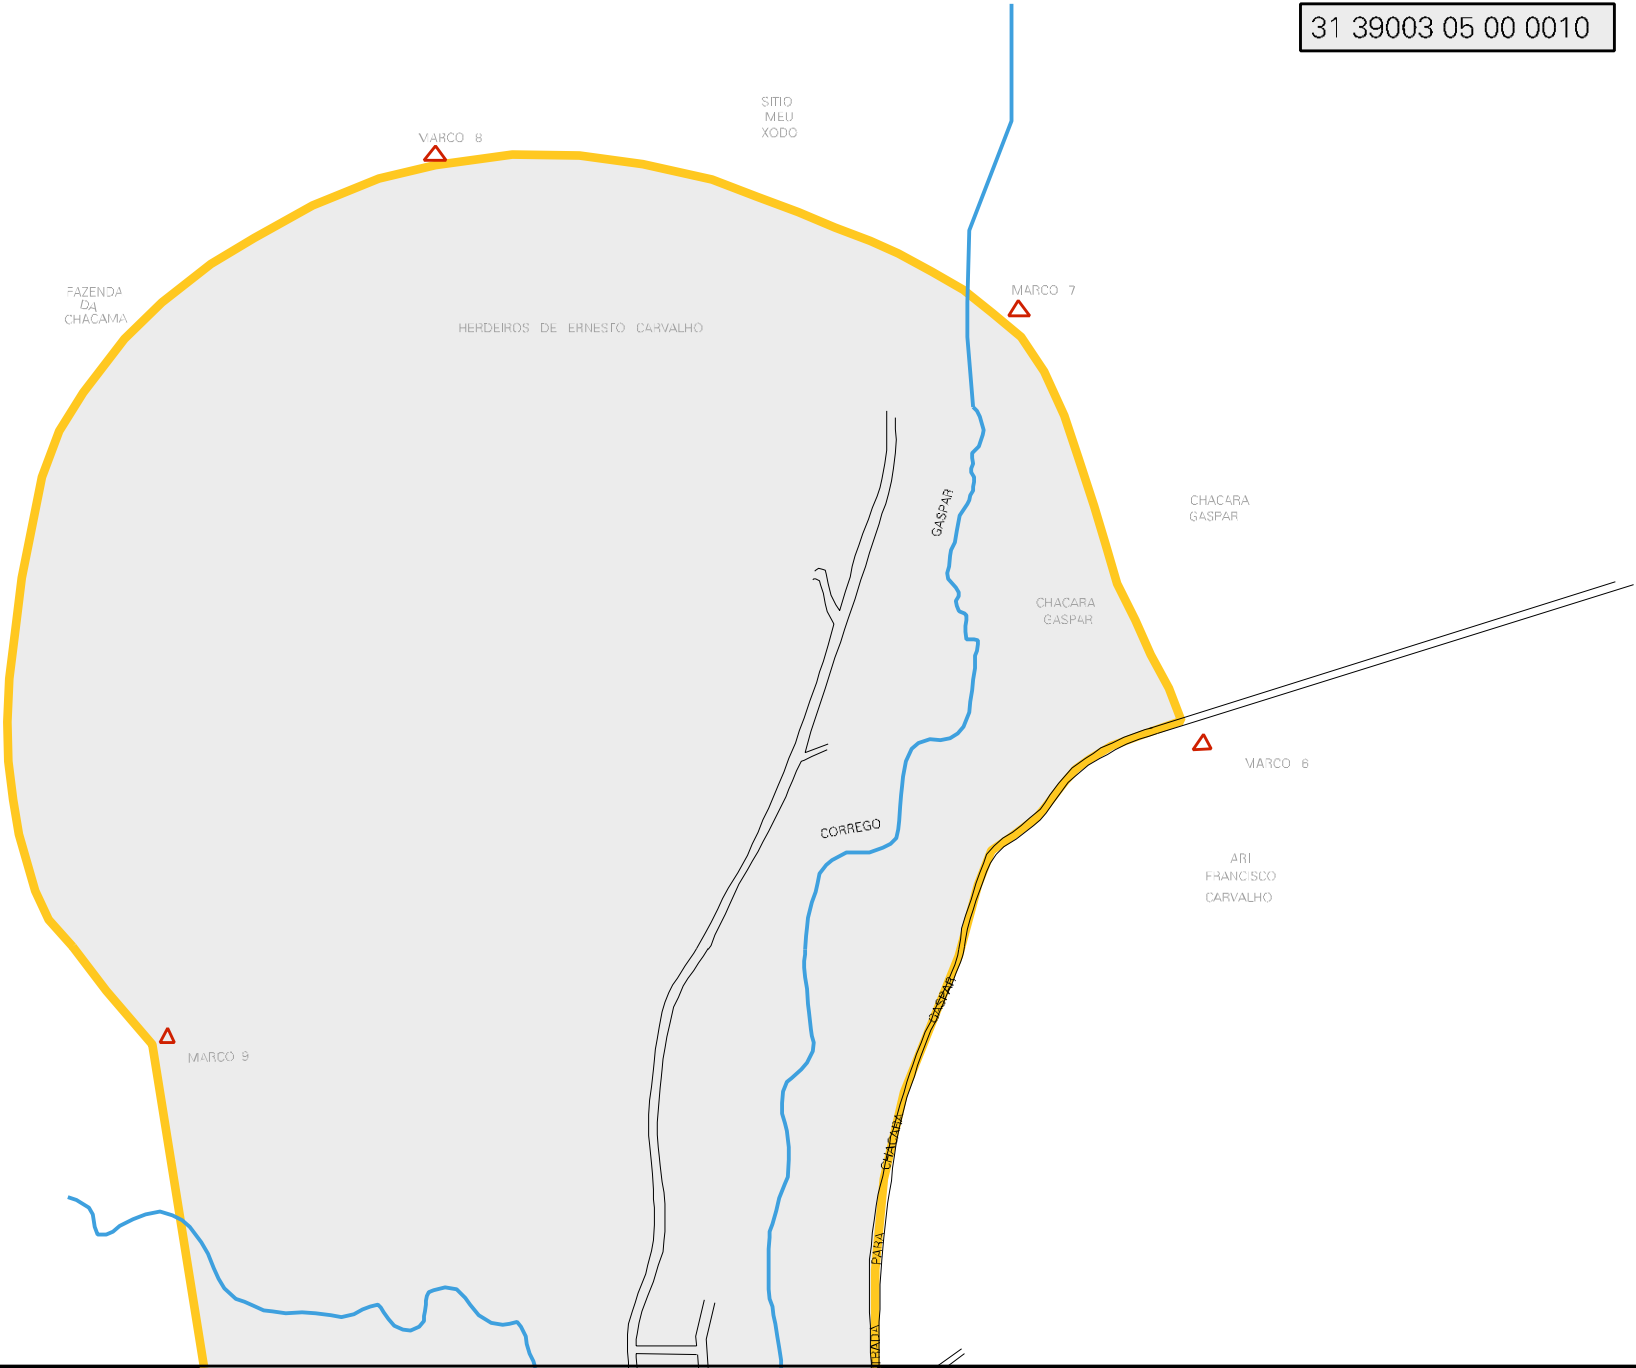 31 39003 05 00 0010
SITIO
MEU
XODO
MARCO 8
MARCO 7
FAZENDA
DA
CHACAMA
HERDEIROS DE ERNESTO CARVALHO
GASPAR
CHACARA
GASPAR
CHACARA
GASPAR
MARCO 6
CORREGO
ARI
FRANCISCO
CARVALHO
GASPAR
MARCO 9
CHACARA
PARA
TRADA